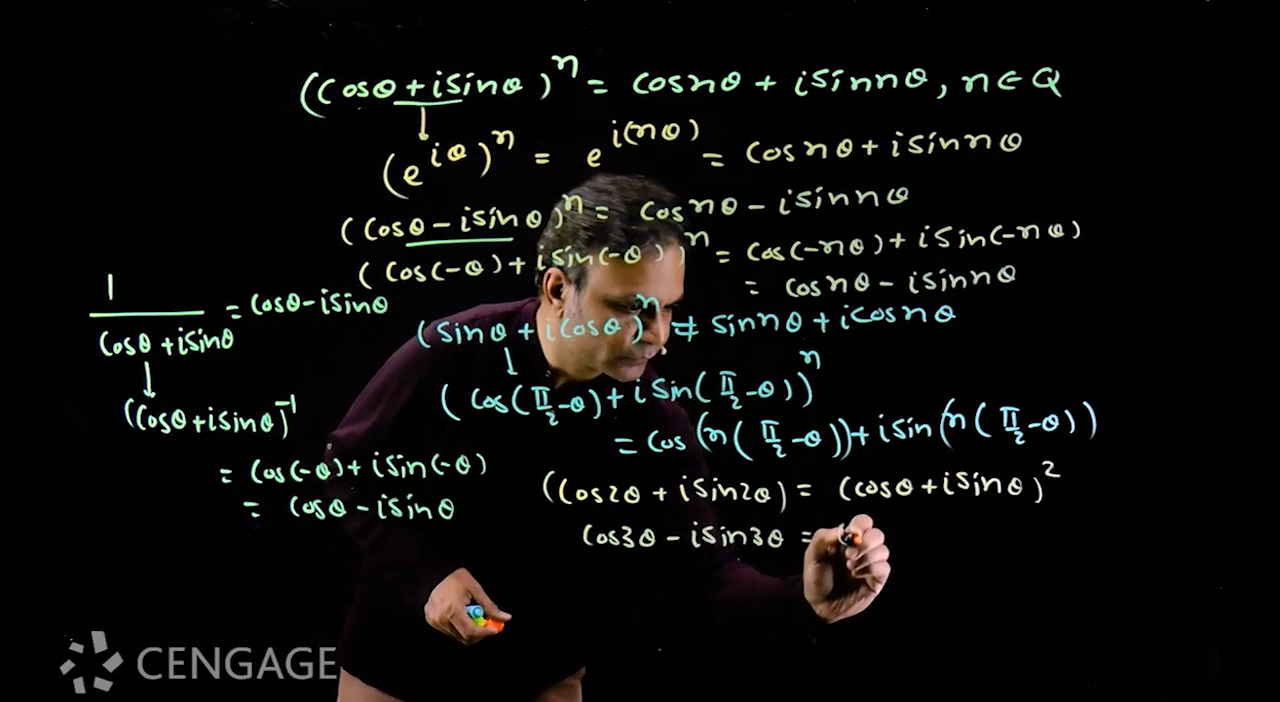 (cosθ + isinθ)ⁿ = cosnθ + isinnθ, n∈Q
↓
(e^{iθ})ⁿ = e^{i(nθ)} = cosnθ + isinnθ
(cosθ - isinθ)ⁿ = cosnθ - isinnθ
(cos(-θ) + isin(-θ))ⁿ = cos(-nθ) + isin(-nθ)
= cosnθ - isinnθ
1/(cosθ + isinθ) = cosθ - isinθ
↓
(cosθ + isinθ)⁻¹
= cos(-θ) + isin(-θ)
= cosθ - isinθ
(sinθ + icosθ)ⁿ ≠ sinnθ + icosnθ
↓
(cos(π/2-θ) + isin(π/2-θ))ⁿ
= cos(n(π/2-θ)) + isin(n(π/2-θ))
(cos2θ + isin2θ) = (cosθ + isinθ)²
cos3θ - isin3θ =
CENGAGE